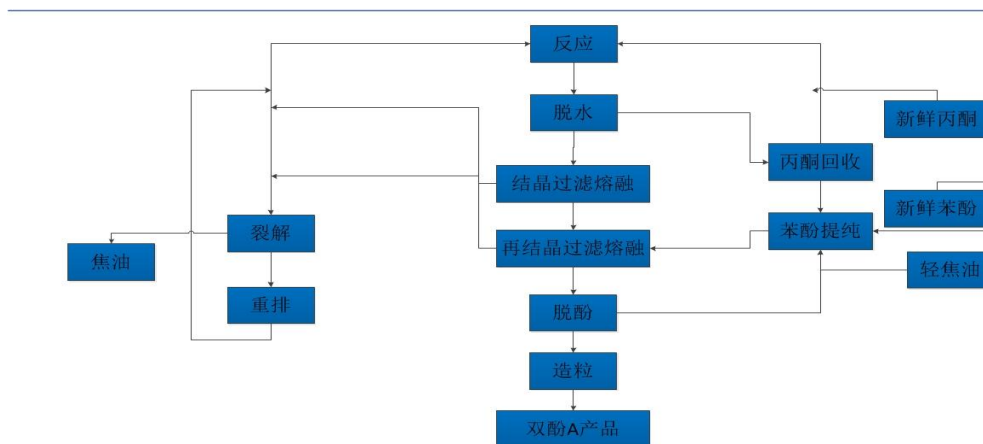 反应
脱水
新鲜丙酮
丙酮回收
结晶过滤熔融
新鲜苯酚
裂解
苯酚提纯
焦油
再结晶过滤熔融
轻焦油
重排
脱酚
造粒
双酚A产品